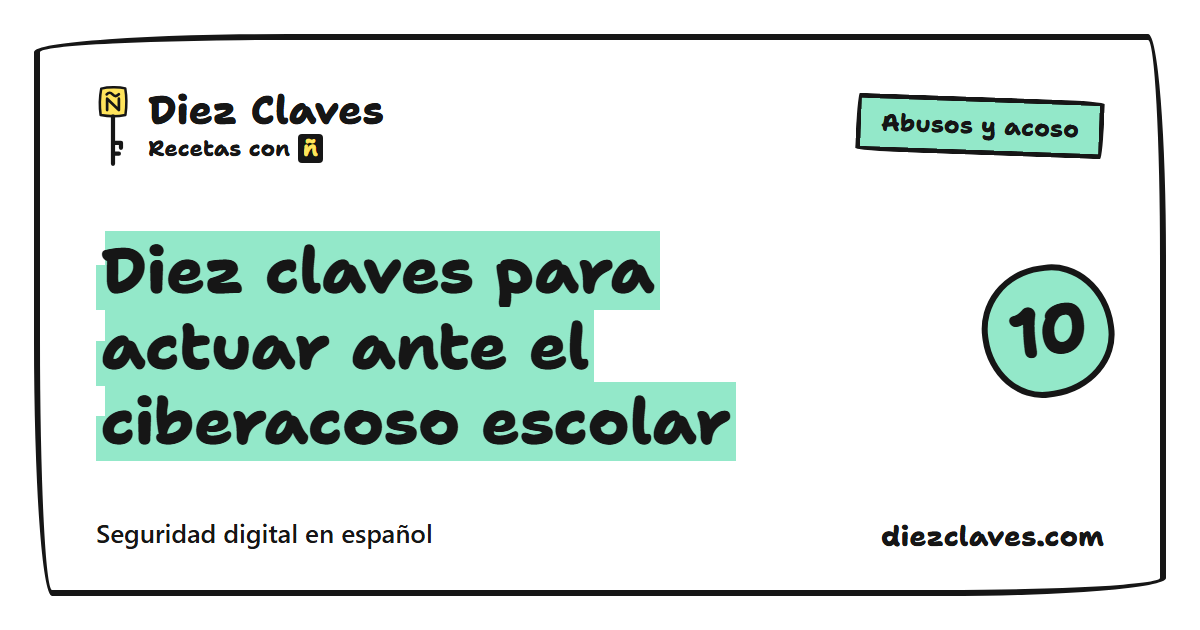 Ñ
Diez Claves
Recetas con ñ
Abusos y acoso
Diez claves para
actuar ante el
ciberacoso escolar
10
Seguridad digital en español
diezclaves.com